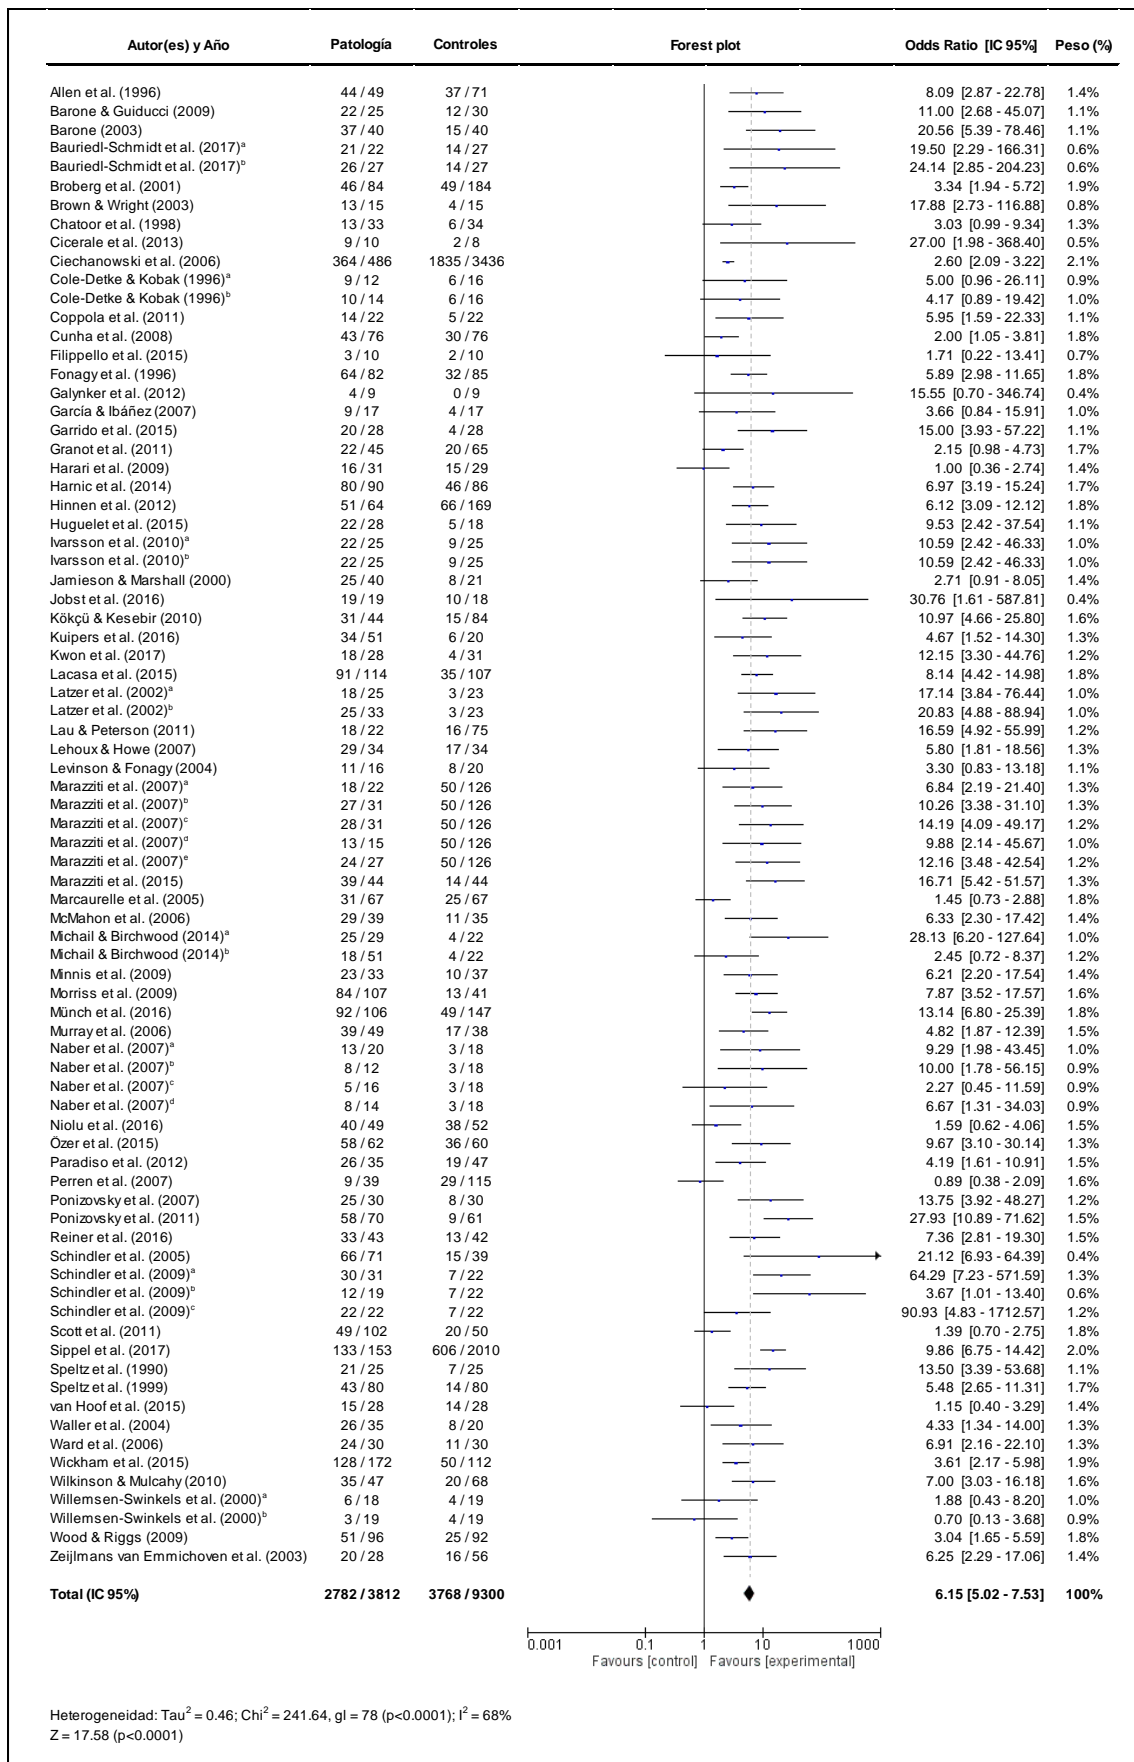 Autor(es) y Año Patología Controles Forest plot Odds Ratio [IC 95%] Peso (%)
Allen et al. (1996) 44 / 49 37 / 71 8.09 [2.87 - 22.78] 1.4%
Barone & Guiducci (2009) 22 / 25 12 / 30 11.00 [2.68 - 45.07] 1.1%
Barone (2003) 37 / 40 15 / 40 20.56 [5.39 - 78.46] 1.1%
Bauriedl-Schmidt et al. (2017)ᵃ 21 / 22 14 / 27 19.50 [2.29 - 166.31] 0.6%
Bauriedl-Schmidt et al. (2017)ᵇ 26 / 27 14 / 27 24.14 [2.85 - 204.23] 0.6%
Broberg et al. (2001) 46 / 84 49 / 184 3.34 [1.94 - 5.72] 1.9%
Brown & Wright (2003) 13 / 15 4 / 15 17.88 [2.73 - 116.88] 0.8%
Chatoor et al. (1998) 13 / 33 6 / 34 3.03 [0.99 - 9.34] 1.3%
Cicerale et al. (2013) 9 / 10 2 / 8 27.00 [1.98 - 368.40] 0.5%
Ciechanowski et al. (2006) 364 / 486 1835 / 3436 2.60 [2.09 - 3.22] 2.1%
Cole-Detke & Kobak (1996)ᵃ 9 / 12 6 / 16 5.00 [0.96 - 26.11] 0.9%
Cole-Detke & Kobak (1996)ᵇ 10 / 14 6 / 16 4.17 [0.89 - 19.42] 1.0%
Coppola et al. (2011) 14 / 22 5 / 22 5.95 [1.59 - 22.33] 1.1%
Cunha et al. (2008) 43 / 76 30 / 76 2.00 [1.05 - 3.81] 1.8%
Filippello et al. (2015) 3 / 10 2 / 10 1.71 [0.22 - 13.41] 0.7%
Fonagy et al. (1996) 64 / 82 32 / 85 5.89 [2.98 - 11.65] 1.8%
Galynker et al. (2012) 4 / 9 0 / 9 15.55 [0.70 - 346.74] 0.4%
García & Ibáñez (2007) 9 / 17 4 / 17 3.66 [0.84 - 15.91] 1.0%
Garrido et al. (2015) 20 / 28 4 / 28 15.00 [3.93 - 57.22] 1.1%
Granot et al. (2011) 22 / 45 20 / 65 2.15 [0.98 - 4.73] 1.7%
Harari et al. (2009) 16 / 31 15 / 29 1.00 [0.36 - 2.74] 1.4%
Harnic et al. (2014) 80 / 90 46 / 86 6.97 [3.19 - 15.24] 1.7%
Hinnen et al. (2012) 51 / 64 66 / 169 6.12 [3.09 - 12.12] 1.8%
Huguelet et al. (2015) 22 / 28 5 / 18 9.53 [2.42 - 37.54] 1.1%
Ivarsson et al. (2010)ᵃ 22 / 25 9 / 25 10.59 [2.42 - 46.33] 1.0%
Ivarsson et al. (2010)ᵇ 22 / 25 9 / 25 10.59 [2.42 - 46.33] 1.0%
Jamieson & Marshall (2000) 25 / 40 8 / 21 2.71 [0.91 - 8.05] 1.4%
Jobst et al. (2016) 19 / 19 10 / 18 30.76 [1.61 - 587.81] 0.4%
Kökçü & Kesebir (2010) 31 / 44 15 / 84 10.97 [4.66 - 25.80] 1.6%
Kuipers et al. (2016) 34 / 51 6 / 20 4.67 [1.52 - 14.30] 1.3%
Kwon et al. (2017) 18 / 28 4 / 31 12.15 [3.30 - 44.76] 1.2%
Lacasa et al. (2015) 91 / 114 35 / 107 8.14 [4.42 - 14.98] 1.8%
Latzer et al. (2002)ᵃ 18 / 25 3 / 23 17.14 [3.84 - 76.44] 1.0%
Latzer et al. (2002)ᵇ 25 / 33 3 / 23 20.83 [4.88 - 88.94] 1.0%
Lau & Peterson (2011) 18 / 22 16 / 75 16.59 [4.92 - 55.99] 1.2%
Lehoux & Howe (2007) 29 / 34 17 / 34 5.80 [1.81 - 18.56] 1.3%
Levinson & Fonagy (2004) 11 / 16 8 / 20 3.30 [0.83 - 13.18] 1.1%
Marazziti et al. (2007)ᵃ 18 / 22 50 / 126 6.84 [2.19 - 21.40] 1.3%
Marazziti et al. (2007)ᵇ 27 / 31 50 / 126 10.26 [3.38 - 31.10] 1.3%
Marazziti et al. (2007)ᶜ 28 / 31 50 / 126 14.19 [4.09 - 49.17] 1.2%
Marazziti et al. (2007)ᵈ 13 / 15 50 / 126 9.88 [2.14 - 45.67] 1.0%
Marazziti et al. (2007)ᵉ 24 / 27 50 / 126 12.16 [3.48 - 42.54] 1.2%
Marazziti et al. (2015) 39 / 44 14 / 44 16.71 [5.42 - 51.57] 1.3%
Marcaurelle et al. (2005) 31 / 67 25 / 67 1.45 [0.73 - 2.88] 1.8%
McMahon et al. (2006) 29 / 39 11 / 35 6.33 [2.30 - 17.42] 1.4%
Michail & Birchwood (2014)ᵃ 25 / 29 4 / 22 28.13 [6.20 - 127.64] 1.0%
Michail & Birchwood (2014)ᵇ 18 / 51 4 / 22 2.45 [0.72 - 8.37] 1.2%
Minnis et al. (2009) 23 / 33 10 / 37 6.21 [2.20 - 17.54] 1.4%
Morriss et al. (2009) 84 / 107 13 / 41 7.87 [3.52 - 17.57] 1.6%
Münch et al. (2016) 92 / 106 49 / 147 13.14 [6.80 - 25.39] 1.8%
Murray et al. (2006) 39 / 49 17 / 38 4.82 [1.87 - 12.39] 1.5%
Naber et al. (2007)ᵃ 13 / 20 3 / 18 9.29 [1.98 - 43.45] 1.0%
Naber et al. (2007)ᵇ 8 / 12 3 / 18 10.00 [1.78 - 56.15] 0.9%
Naber et al. (2007)ᶜ 5 / 16 3 / 18 2.27 [0.45 - 11.59] 0.9%
Naber et al. (2007)ᵈ 8 / 14 3 / 18 6.67 [1.31 - 34.03] 0.9%
Niolu et al. (2016) 40 / 49 38 / 52 1.59 [0.62 - 4.06] 1.5%
Özer et al. (2015) 58 / 62 36 / 60 9.67 [3.10 - 30.14] 1.3%
Paradiso et al. (2012) 26 / 35 19 / 47 4.19 [1.61 - 10.91] 1.5%
Perren et al. (2007) 9 / 39 29 / 115 0.89 [0.38 - 2.09] 1.6%
Ponizovsky et al. (2007) 25 / 30 8 / 30 13.75 [3.92 - 48.27] 1.2%
Ponizovsky et al. (2011) 58 / 70 9 / 61 27.93 [10.89 - 71.62] 1.5%
Reiner et al. (2016) 33 / 43 13 / 42 7.36 [2.81 - 19.30] 1.5%
Schindler et al. (2005) 66 / 71 15 / 39 21.12 [6.93 - 64.39] 0.4%
Schindler et al. (2009)ᵃ 30 / 31 7 / 22 64.29 [7.23 - 571.59] 1.3%
Schindler et al. (2009)ᵇ 12 / 19 7 / 22 3.67 [1.01 - 13.40] 0.6%
Schindler et al. (2009)ᶜ 22 / 22 7 / 22 90.93 [4.83 - 1712.57] 1.2%
Scott et al. (2011) 49 / 102 20 / 50 1.39 [0.70 - 2.75] 1.8%
Sippel et al. (2017) 133 / 153 606 / 2010 9.86 [6.75 - 14.42] 2.0%
Speltz et al. (1990) 21 / 25 7 / 25 13.50 [3.39 - 53.68] 1.1%
Speltz et al. (1999) 43 / 80 14 / 80 5.48 [2.65 - 11.31] 1.7%
van Hoof et al. (2015) 15 / 28 14 / 28 1.15 [0.40 - 3.29] 1.4%
Waller et al. (2004) 26 / 35 8 / 20 4.33 [1.34 - 14.00] 1.3%
Ward et al. (2006) 24 / 30 11 / 30 6.91 [2.16 - 22.10] 1.3%
Wickham et al. (2015) 128 / 172 50 / 112 3.61 [2.17 - 5.98] 1.9%
Wilkinson & Mulcahy (2010) 35 / 47 20 / 68 7.00 [3.03 - 16.18] 1.6%
Willemsen-Swinkels et al. (2000)ᵃ 6 / 18 4 / 19 1.88 [0.43 - 8.20] 1.0%
Willemsen-Swinkels et al. (2000)ᵇ 3 / 19 4 / 19 0.70 [0.13 - 3.68] 0.9%
Wood & Riggs (2009) 51 / 96 25 / 92 3.04 [1.65 - 5.59] 1.8%
Zeijlmans van Emmichoven et al. (2003) 20 / 28 16 / 56 6.25 [2.29 - 17.06] 1.4%
Total (IC 95%) 2782 / 3812 3768 / 9300 6.15 [5.02 - 7.53] 100%
0.001 0.1 1 10 1000
Favours [control] Favours [experimental]
Heterogeneidad: Tau² = 0.46; Chi² = 241.64, gl = 78 (p<0.0001); I² = 68%
Z = 17.58 (p<0.0001)